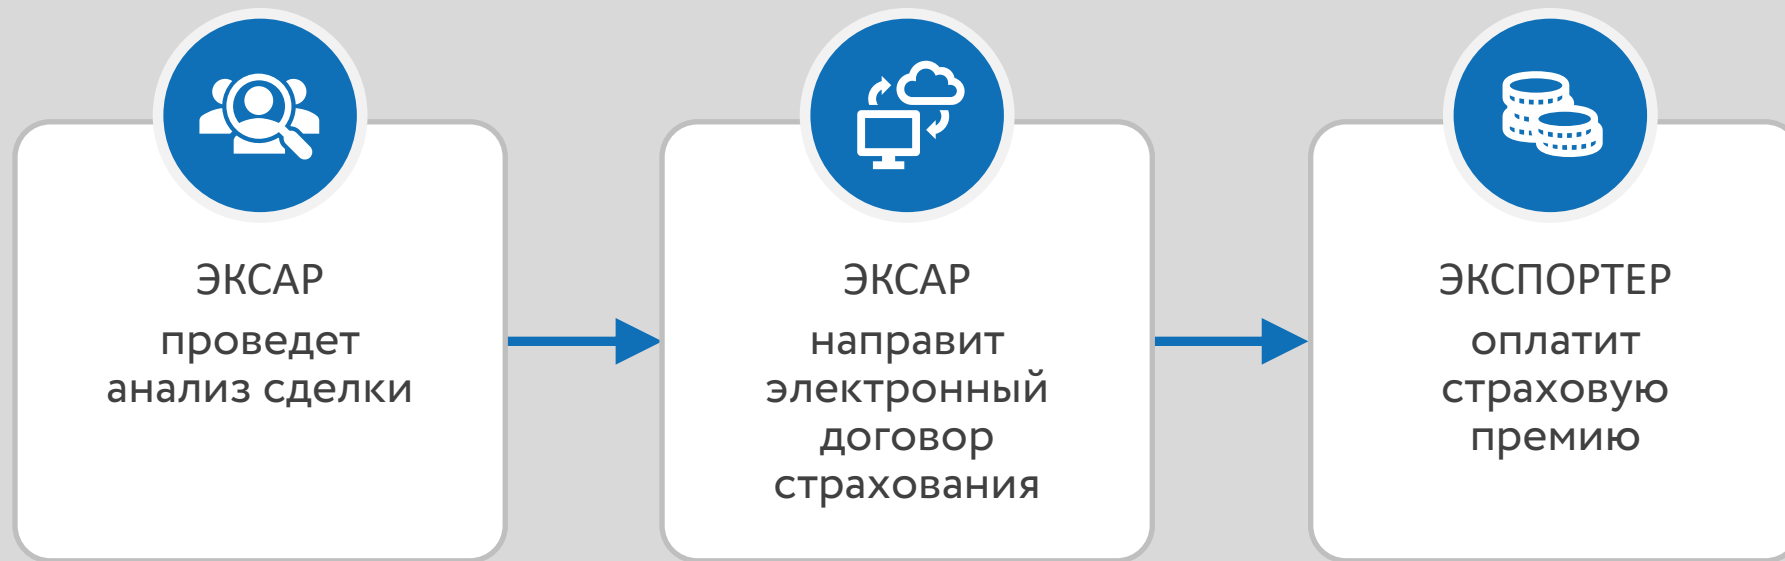 ЭКСАР
проведет
анализ сделки
ЭКСАР
направит
электронный
договор
страхования
ЭКСПОРТЕР
оплатит
страховую
премию